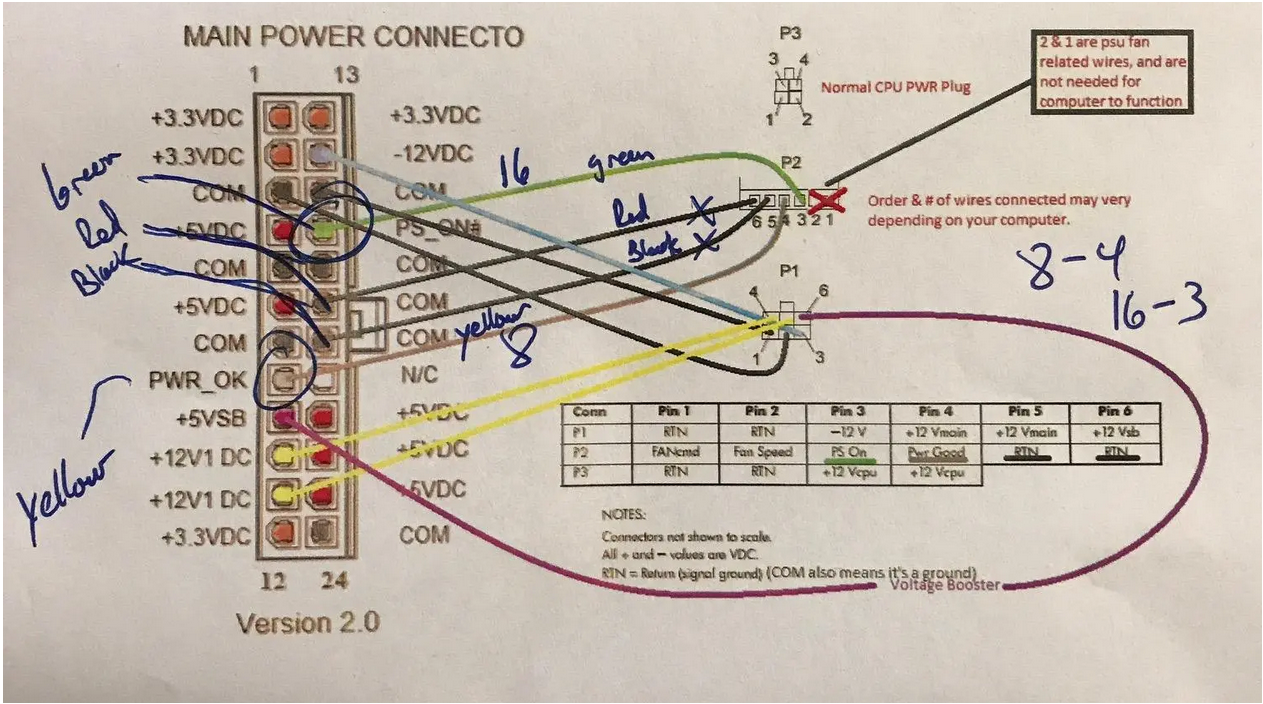 MAIN POWER CONNECTO
1 13
+3.3VDC +3.3VDC
+3.3VDC -12VDC
COM COM
+5VDC PS_ON#
COM COM
+5VDC COM
COM COM
PWR_OK N/C
+5VSB +5VDC
+12V1 DC +5VDC
+12V1 DC +5VDC
+3.3VDC COM
12 24
Version 2.0
green
Red
Black
yellow
16 green
Red X
Black X
yellow
8
P3
3 4
1 2
Normal CPU PWR Plug
2 & 1 are psu fan
related wires, and are
not needed for
computer to function
P2
6 5 4 3 2 1
Order & # of wires connected may very
depending on your computer.
8-4
16-3
P1
4 6
1 3
Conn Pin 1 Pin 2 Pin 3 Pin 4 Pin 5 Pin 6
P1 RTN RTN -12 V +12 Vmain +12 Vmain +12 Vsb
P2 FANcmd Fan Speed PS On Pwr Good RTN RTN
P3 RTN RTN +12 Vcpu +12 Vcpu
NOTES:
Connectors not shown to scale.
All + and - values are VDC.
RTN = Return (signal ground) (COM also means it's a ground)
Voltage Booster